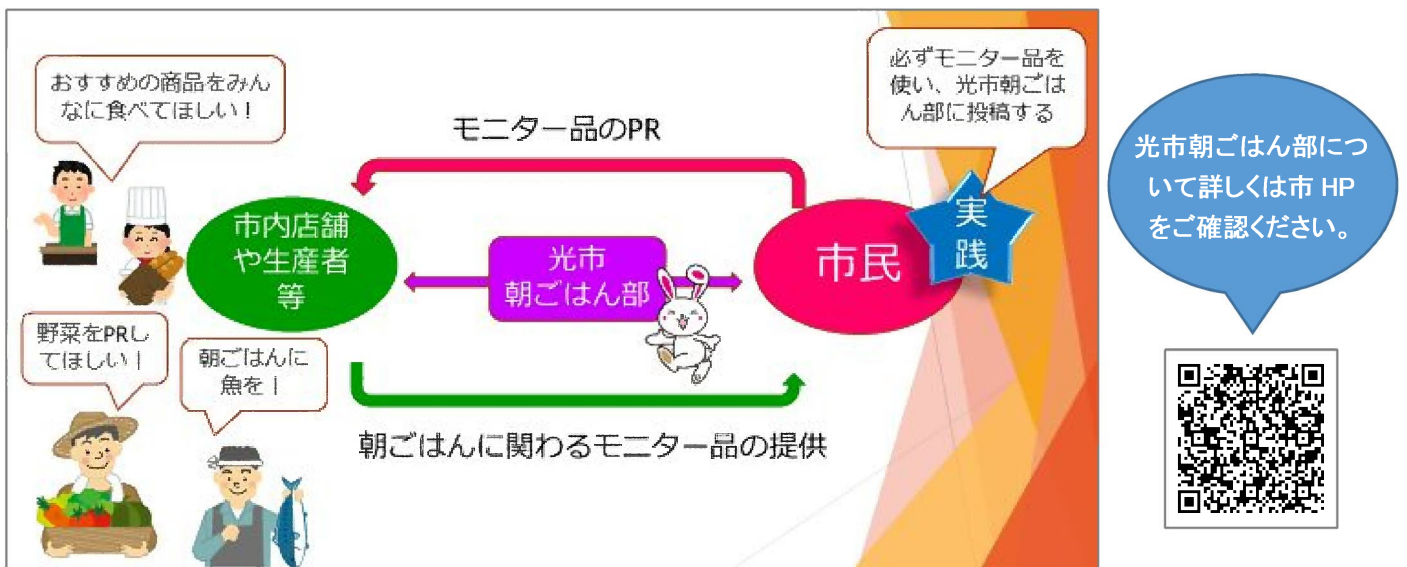 おすすめの商品をみん
なに食べてほしい！
モニター品のPR
必ずモニター品を
使い、光市朝ごは
ん部に投稿する
実
践
市内店舗
や生産者
等
光市
朝ごはん部
市民
野菜をPRし
てほしい！
朝ごはんに
魚を！
朝ごはんに関わるモニター品の提供
光市朝ごはん部につ
いて詳しくは市 HP
をご確認ください。